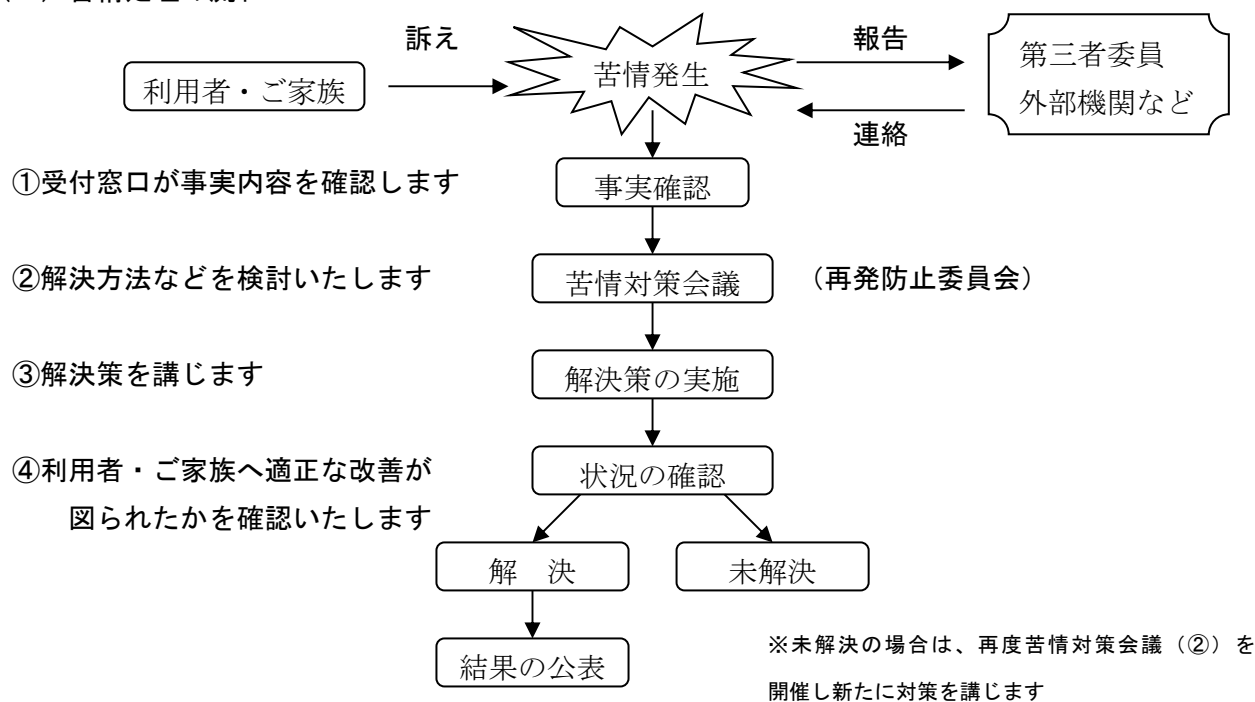 訴え
報告
利用者・ご家族
苦情発生
第三者委員
外部機関など
連絡
①受付窓口が事実内容を確認します
事実確認
②解決方法などを検討いたします
苦情対策会議
(再発防止委員会)
③解決策を講じます
解決策の実施
④利用者・ご家族へ適正な改善が
図られたかを確認いたします
状況の確認
解 決
未解決
結果の公表
※未解決の場合は、再度苦情対策会議(②)を
開催し新たに対策を講じます